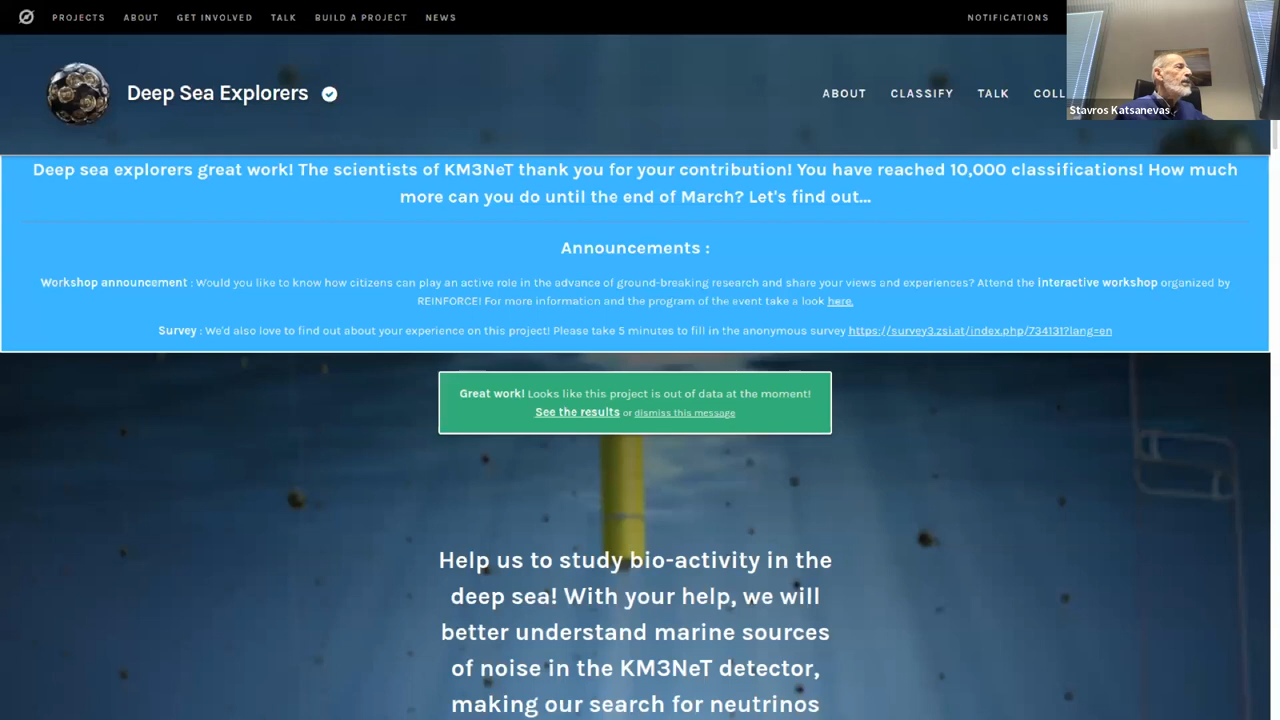 PROJECTS ABOUT GET INVOLVED TALK BUILD A PROJECT NEWS NOTIFICATIONS
Deep Sea Explorers
ABOUT CLASSIFY TALK COLL
Stavros Katsanevas
Deep sea explorers great work! The scientists of KM3NeT thank you for your contribution! You have reached 10,000 classifications! How much
more can you do until the end of March? Let's find out...
Announcements :
Workshop announcement : Would you like to know how citizens can play an active role in the advance of ground-breaking research and share your views and experiences? Attend the interactive workshop organized by
REINFORCE! For more information and the program of the event take a look here.
Survey : We'd also love to find out about your experience on this project! Please take 5 minutes to fill in the anonymous survey https://survey3.zsi.at/index.php/734131?lang=en
Great work! Looks like this project is out of data at the moment!
See the results or dismiss this message
Help us to study bio-activity in the
deep sea! With your help, we will
better understand marine sources
of noise in the KM3NeT detector,
making our search for neutrinos